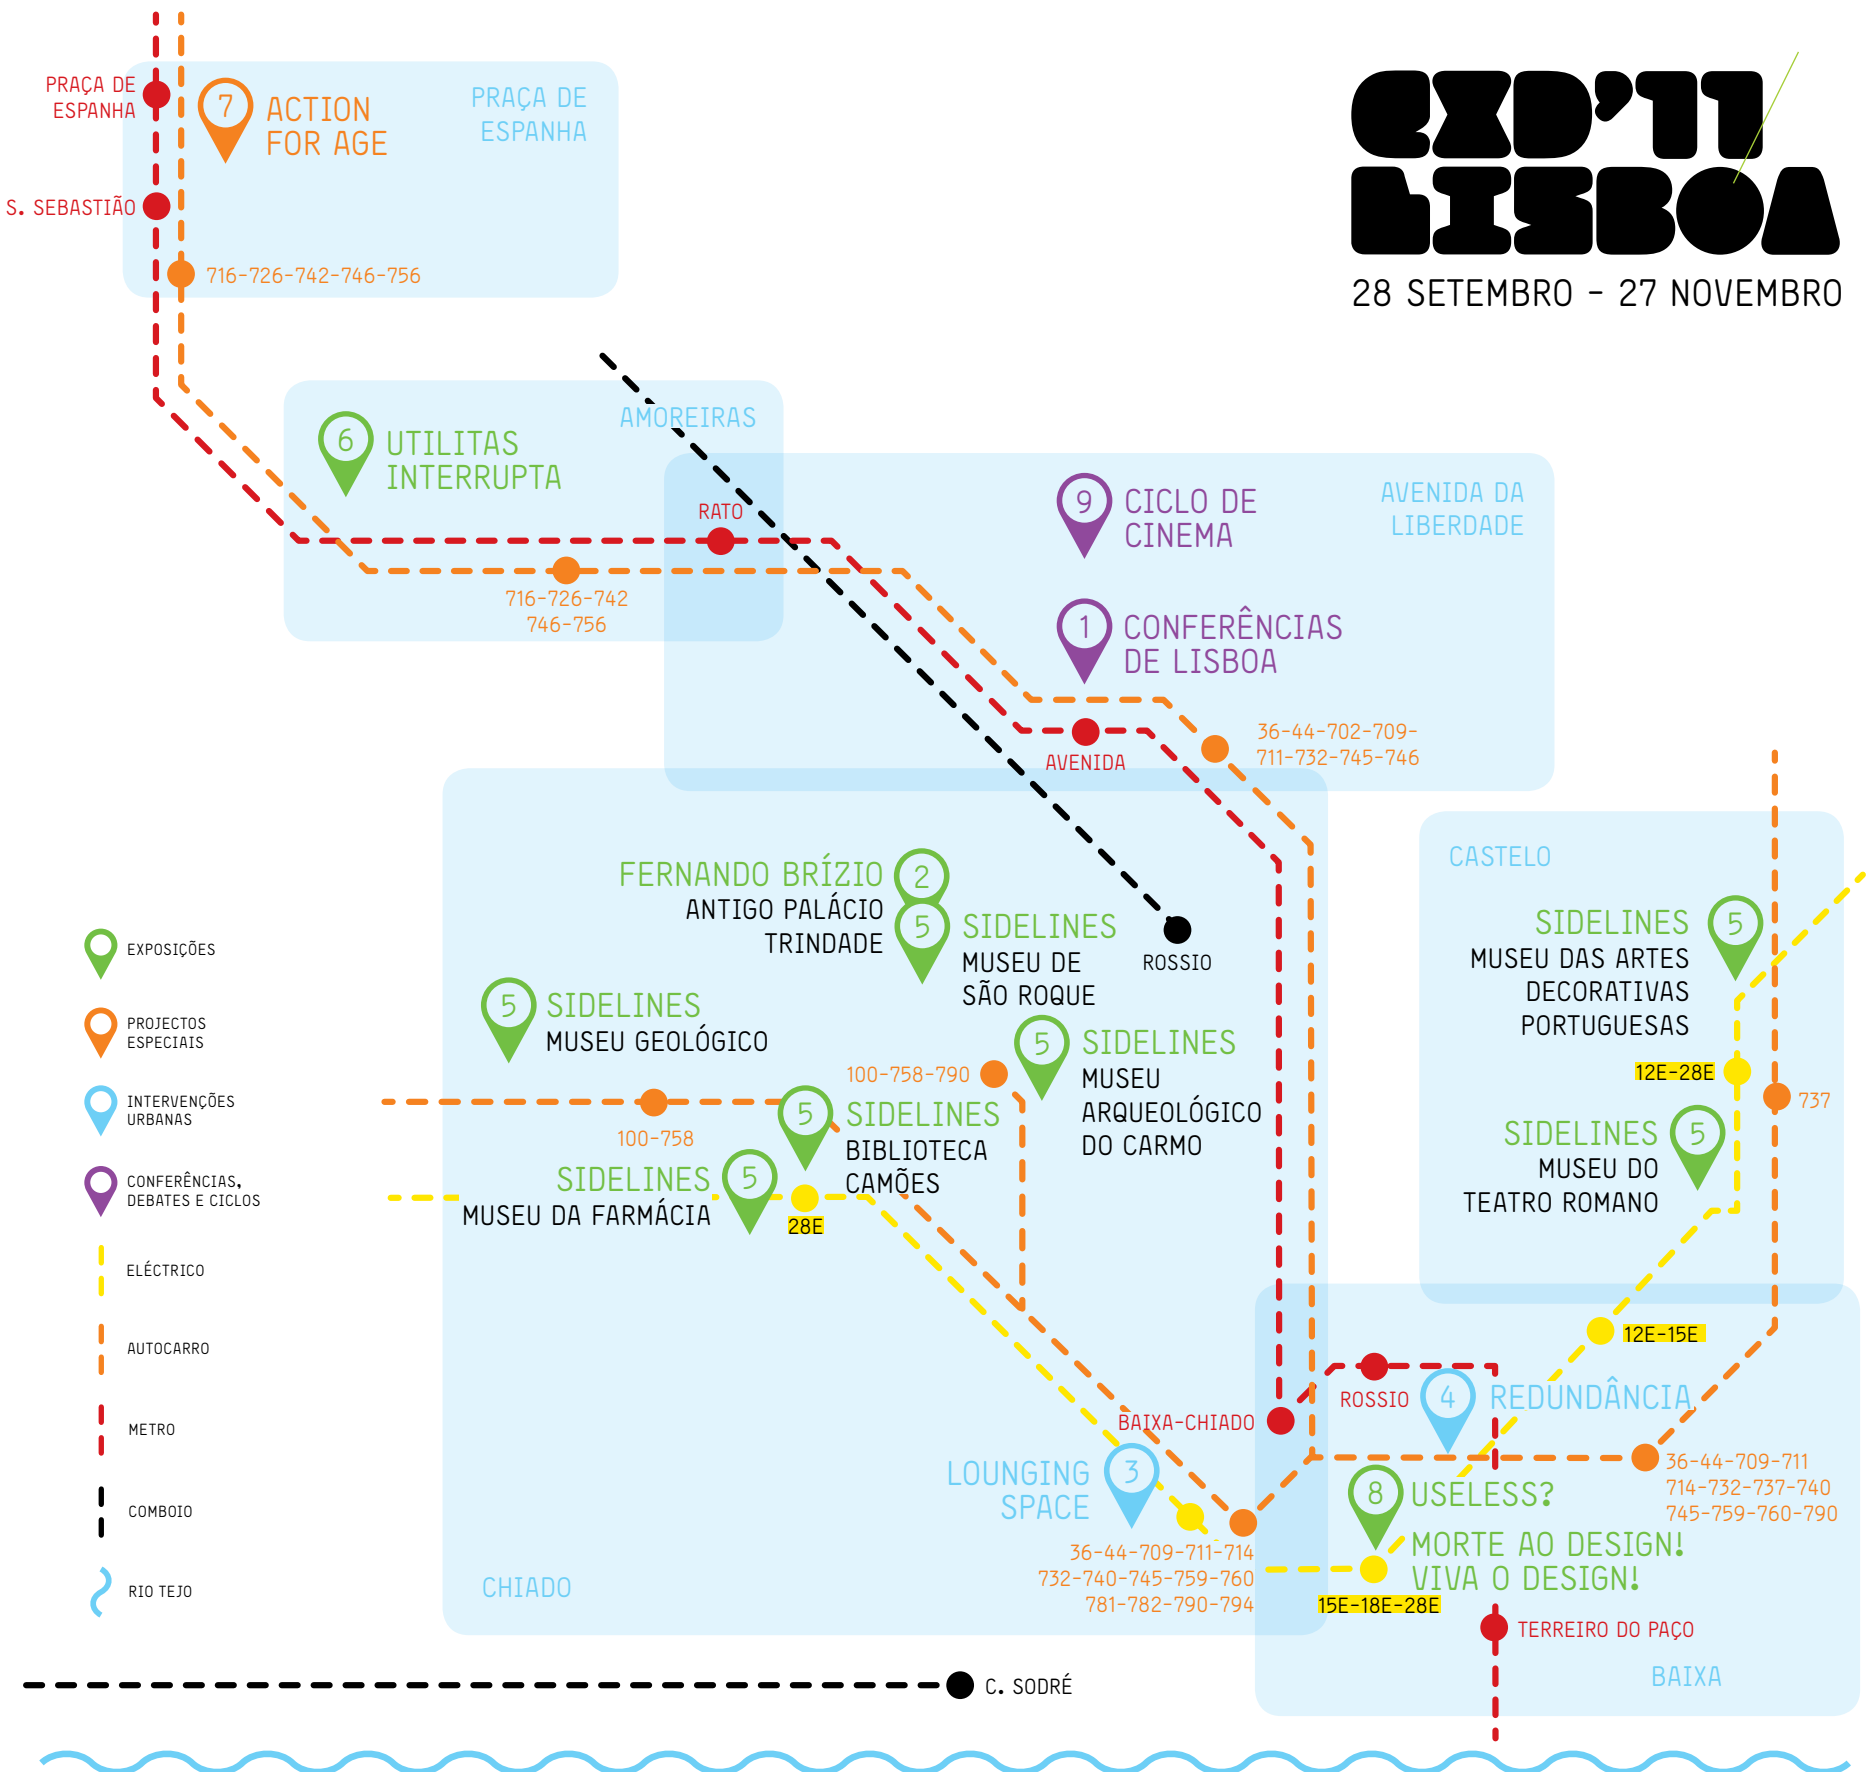 EXD'11
LISBOA
28 SETEMBRO - 27 NOVEMBRO
PRAÇA DE
ESPANHA
7
ACTION
FOR AGE
PRAÇA DE
ESPANHA
S. SEBASTIÃO
716-726-742-746-756
AMOREIRAS
6
UTILITAS
INTERRUPTA
RATO
716-726-742
746-756
9
CICLO DE
CINEMA
AVENIDA DA
LIBERDADE
1
CONFERÊNCIAS
DE LISBOA
AVENIDA
36-44-702-709-
711-732-745-746
FERNANDO BRÍZIO
2
ANTIGO PALÁCIO
TRINDADE
5
SIDELINES
MUSEU DE
SÃO ROQUE
ROSSIO
5
SIDELINES
MUSEU GEOLÓGICO
5
SIDELINES
MUSEU
ARQUEOLÓGICO
DO CARMO
100-758-790
100-758
5
SIDELINES
BIBLIOTECA
CAMÕES
SIDELINES
5
MUSEU DA FARMÁCIA
28E
CASTELO
SIDELINES
5
MUSEU DAS ARTES
DECORATIVAS
PORTUGUESAS
12E-28E
737
SIDELINES
5
MUSEU DO
TEATRO ROMANO
12E-15E
BAIXA-CHIADO
ROSSIO
4
REDUNDÂNCIA
36-44-709-711
714-732-737-740
745-759-760-790
LOUNGING
SPACE
3
8
USELESS?
MORTE AO DESIGN!
VIVA O DESIGN!
36-44-709-711-714
732-740-745-759-760
781-782-790-794
15E-18E-28E
CHIADO
TERREIRO DO PAÇO
BAIXA
C. SODRÉ
EXPOSIÇÕES
PROJECTOS
ESPECIAIS
INTERVENÇÕES
URBANAS
CONFERÊNCIAS,
DEBATES E CICLOS
ELÉCTRICO
AUTOCARRO
METRO
COMBOIO
RIO TEJO